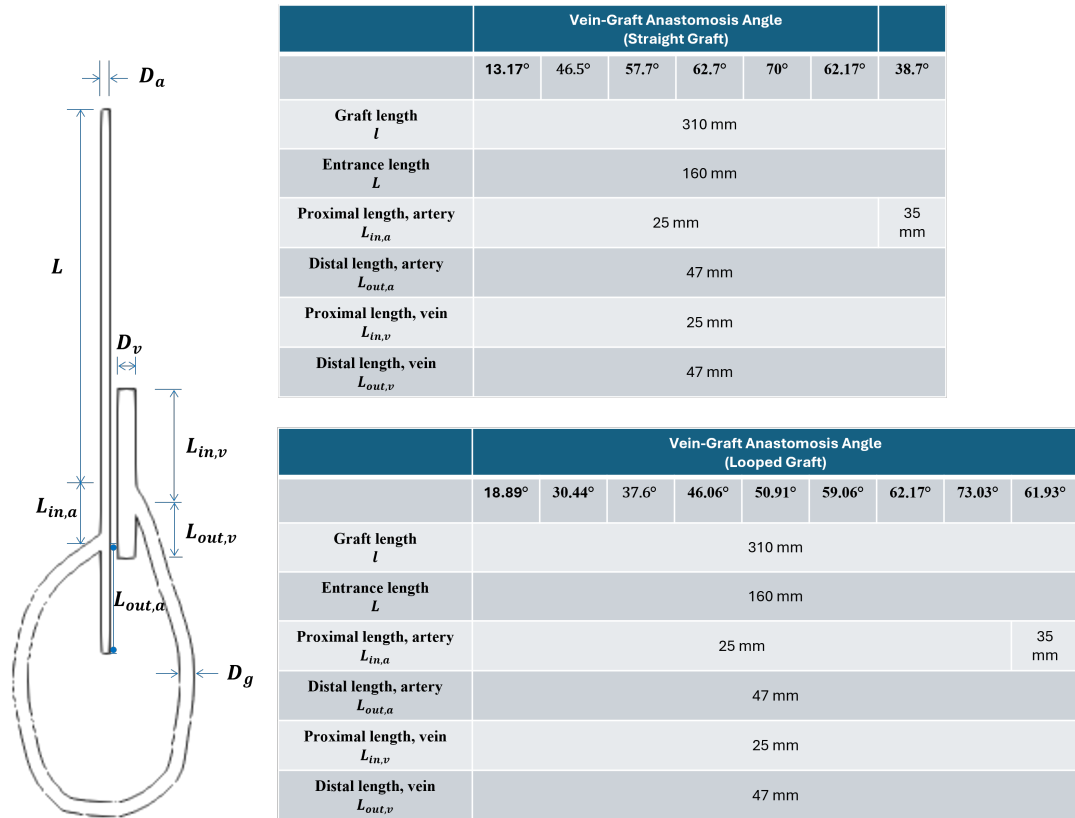 D_a
L
D_v
L_in,v
L_in,a
L_out,v
L_out,a
D_g
Vein-Graft Anastomosis Angle
(Straight Graft)
13.17° 46.5° 57.7° 62.7° 70° 62.17° 38.7°
Graft length
l
310 mm
Entrance length
L
160 mm
Proximal length, artery
L_in,a
25 mm
35
mm
Distal length, artery
L_out,a
47 mm
Proximal length, vein
L_in,v
25 mm
Distal length, vein
L_out,v
47 mm
Vein-Graft Anastomosis Angle
(Looped Graft)
18.89° 30.44° 37.6° 46.06° 50.91° 59.06° 62.17° 73.03° 61.93°
Graft length
l
310 mm
Entrance length
L
160 mm
Proximal length, artery
L_in,a
25 mm
35
mm
Distal length, artery
L_out,a
47 mm
Proximal length, vein
L_in,v
25 mm
Distal length, vein
L_out,v
47 mm